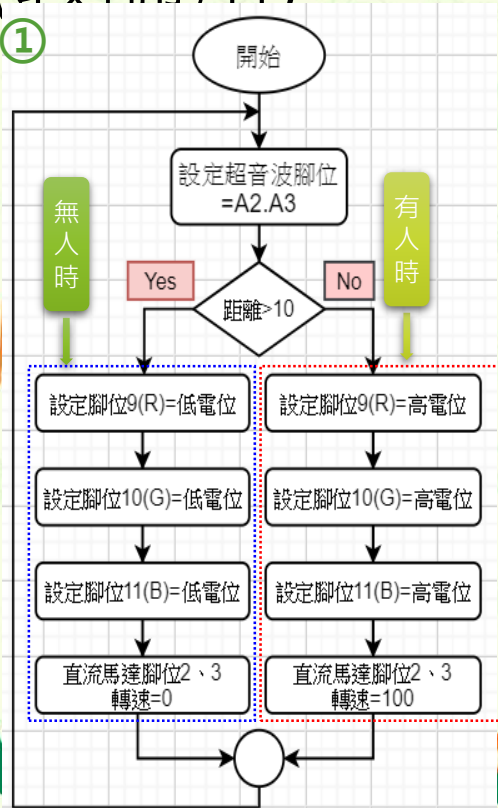 ①
開始
設定超音波腳位
=A2.A3
無人時
有人時
Yes
No
距離>10
設定腳位9(R)=低電位
設定腳位9(R)=高電位
設定腳位10(G)=低電位
設定腳位10(G)=高電位
設定腳位11(B)=低電位
設定腳位11(B)=高電位
直流馬達腳位2、3
轉速=0
直流馬達腳位2、3
轉速=100